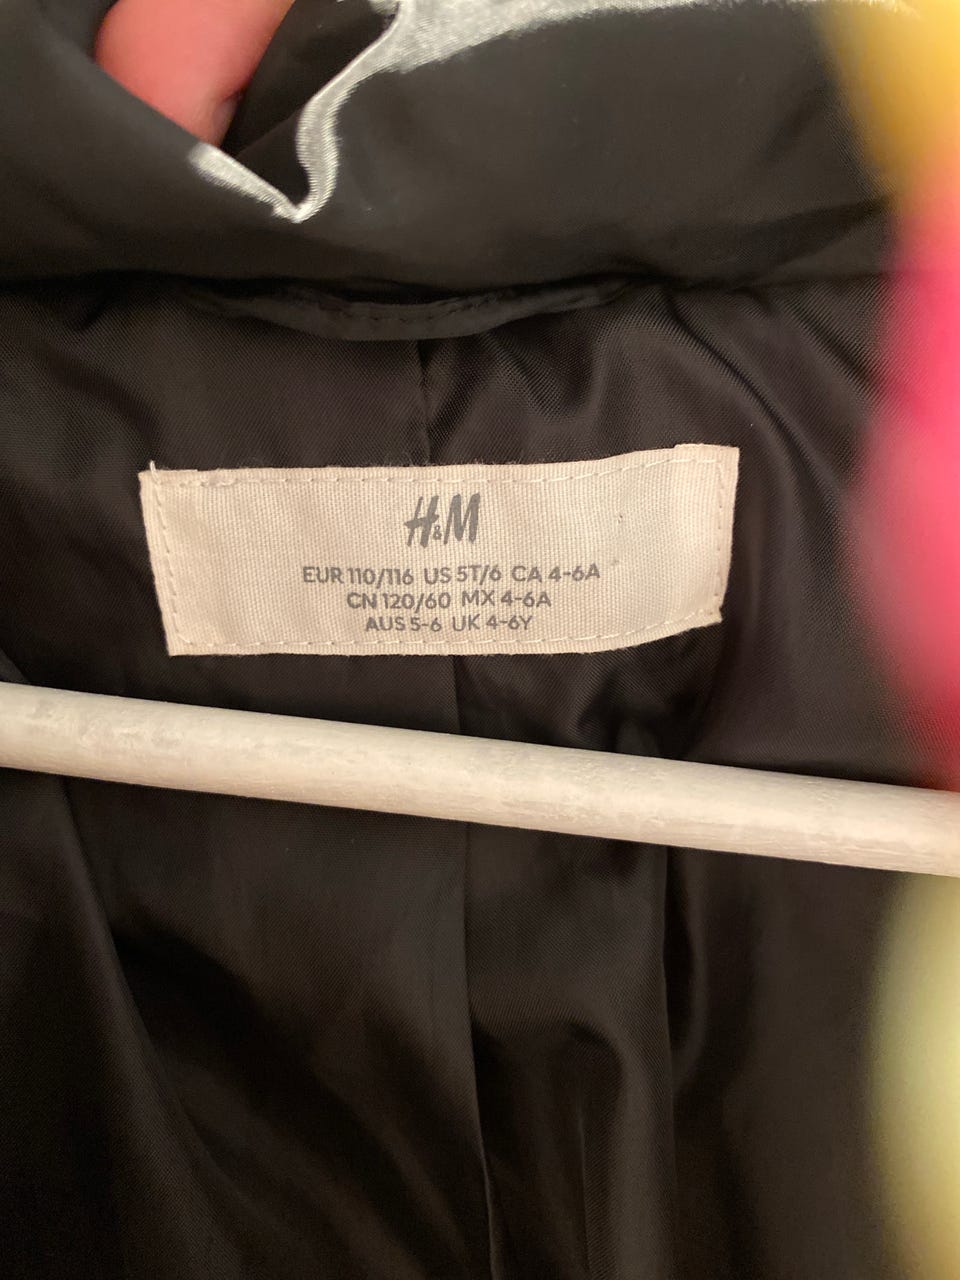 H&M
EUR 110/116 US 5T/6 CA 4-6A
CN 120/60 MX 4-6A
AUS 5-6 UK 4-6Y